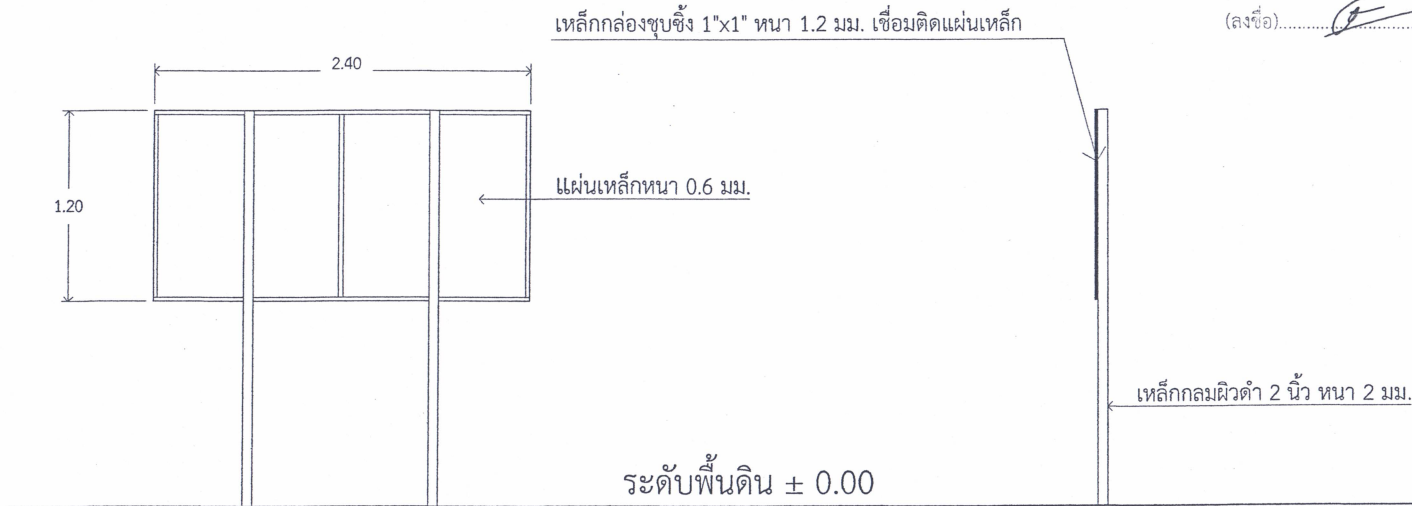 เหล็กกล่องชุบซิ้ง 1"x1" หนา 1.2 มม. เชื่อมติดแผ่นเหล็ก
(ลงชื่อ)
2.40
1.20
แผ่นเหล็กหนา 0.6 มม.
เหล็กกลมผิวดำ 2 นิ้ว หนา 2 มม.
ระดับพื้นดิน ± 0.00